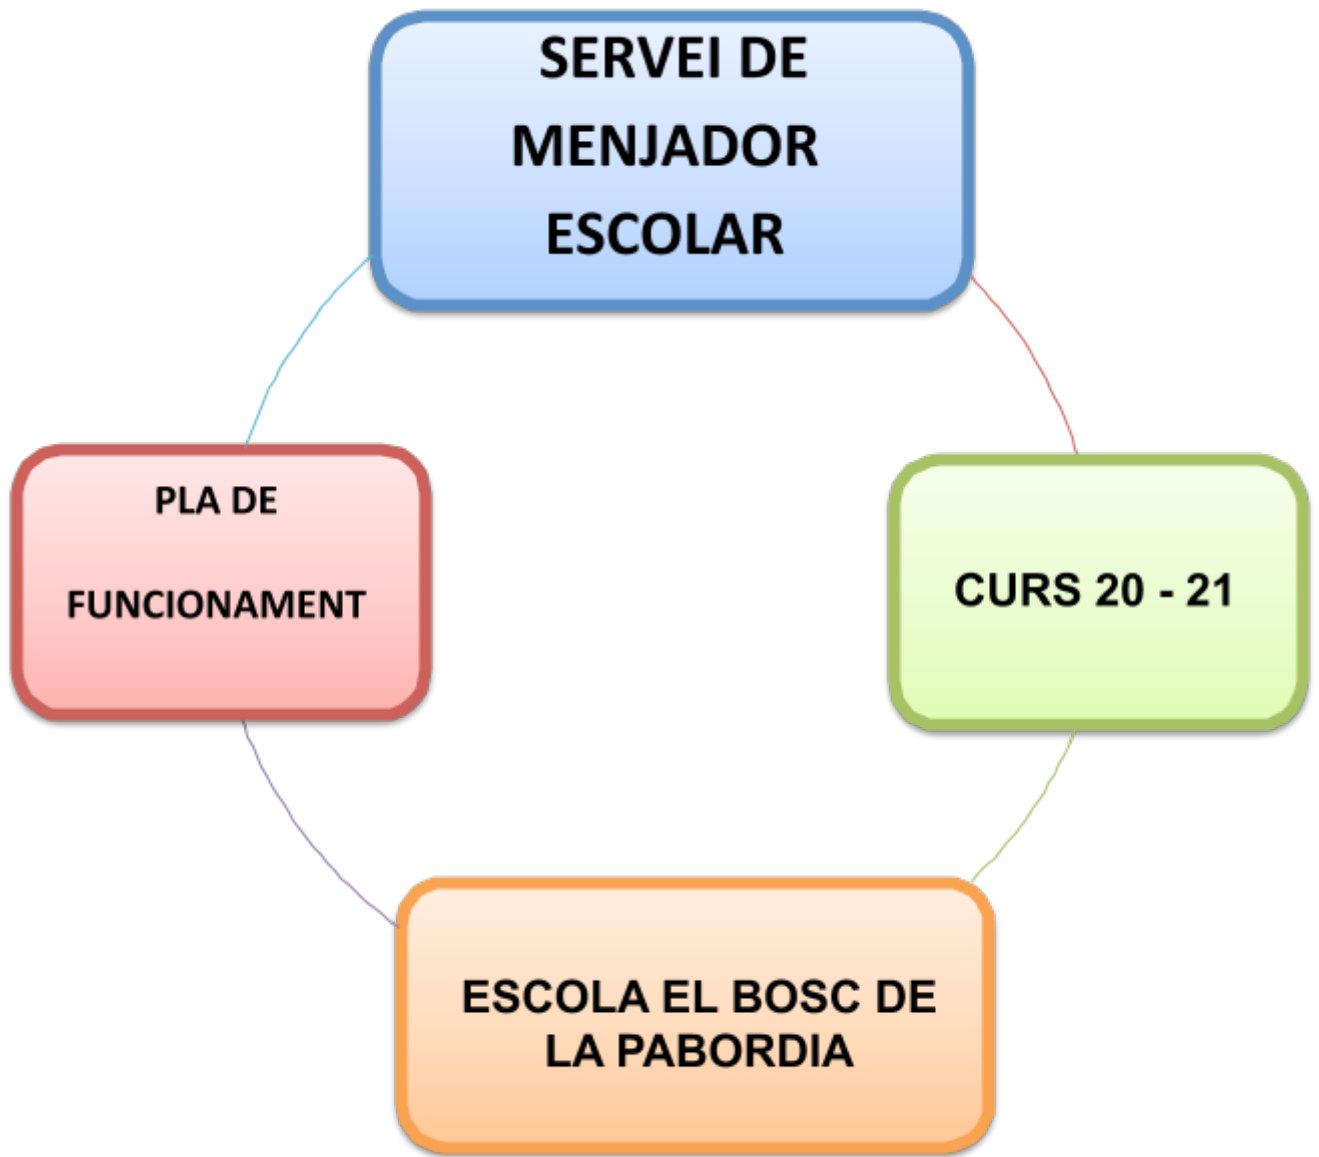 SERVEI DE
MENJADOR
ESCOLAR
PLA DE
FUNCIONAMENT
CURS 20 - 21
ESCOLA EL BOSC DE
LA PABORDIA